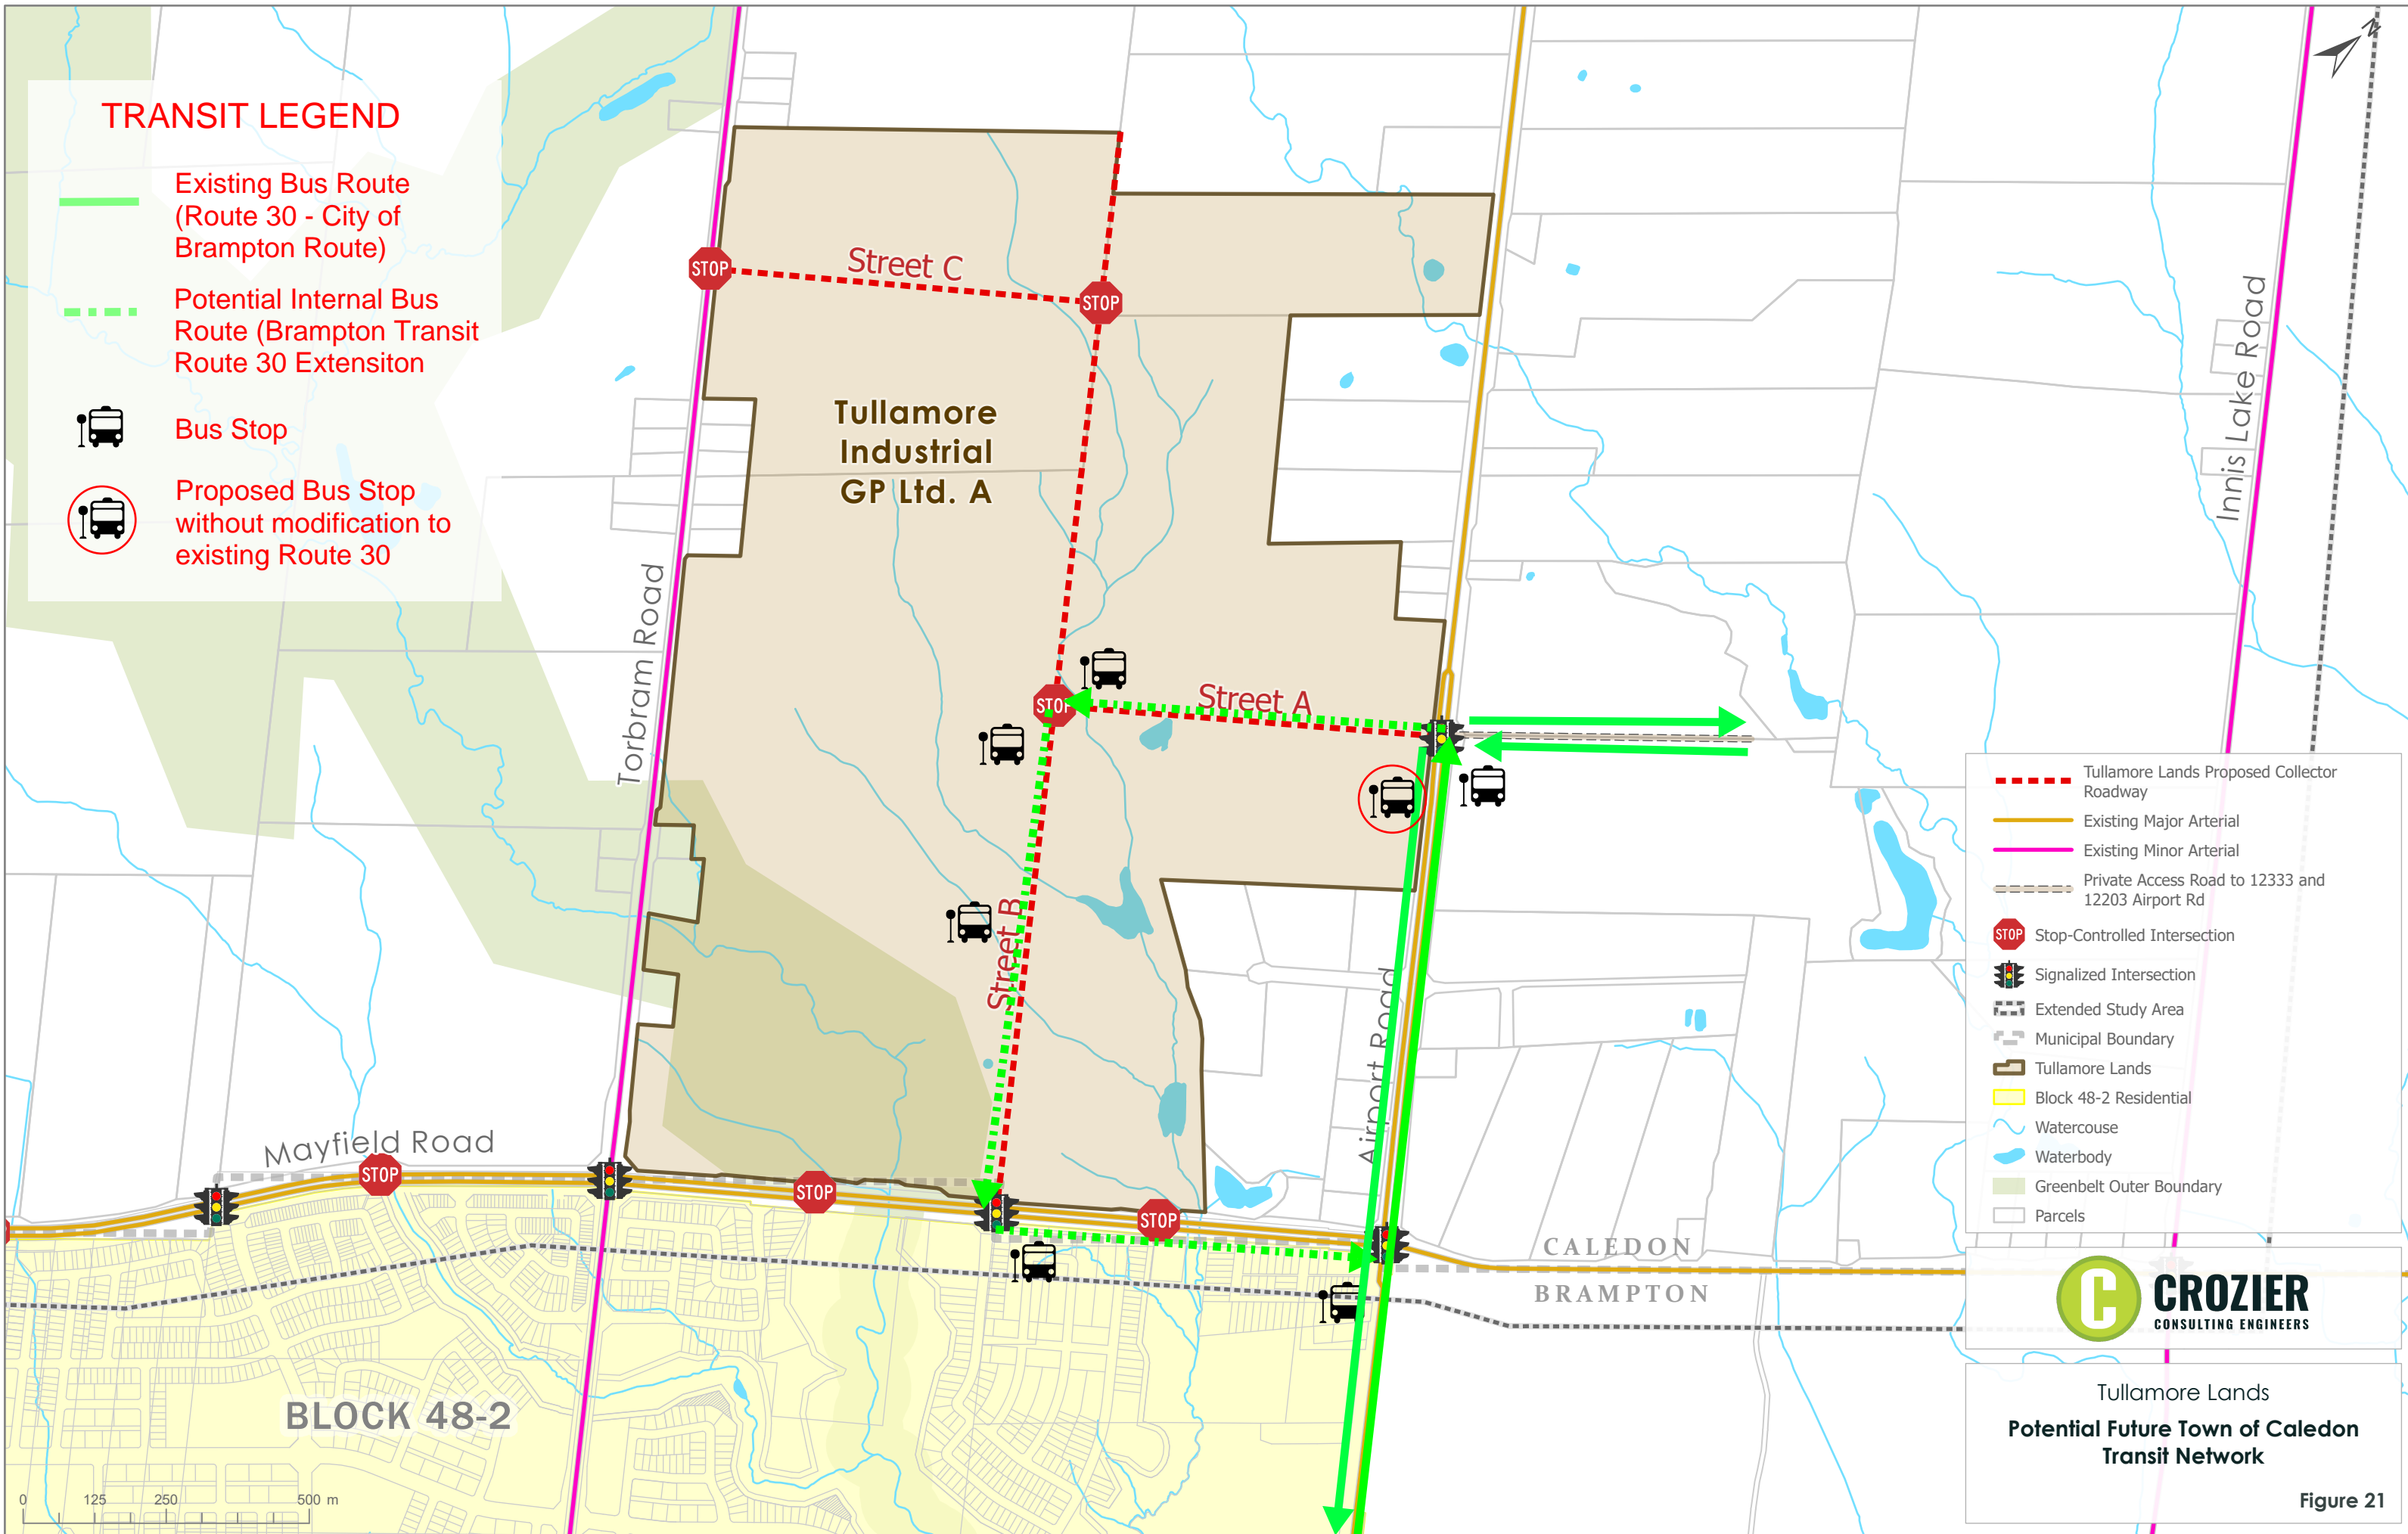 TRANSIT LEGEND
Existing Bus Route
(Route 30 - City of
Brampton Route)
Potential Internal Bus
Route (Brampton Transit
Route 30 Extensiton
Bus Stop
Proposed Bus Stop
without modification to
existing Route 30
N
STOP
Street C
STOP
Tullamore
Industrial
GP Ltd. A
Torbram Road
Innis Lake Road
STOP
Street A
Street B
Airport Road
Mayfield Road
STOP
STOP
STOP
CALEDON
BRAMPTON
BLOCK 48-2
0 125 250 500 m
Tullamore Lands Proposed Collector
Roadway
Existing Major Arterial
Existing Minor Arterial
Private Access Road to 12333 and
12203 Airport Rd
STOP Stop-Controlled Intersection
Signalized Intersection
Extended Study Area
Municipal Boundary
Tullamore Lands
Block 48-2 Residential
Watercouse
Waterbody
Greenbelt Outer Boundary
Parcels
C CROZIER
CONSULTING ENGINEERS
Tullamore Lands
Potential Future Town of Caledon
Transit Network
Figure 21